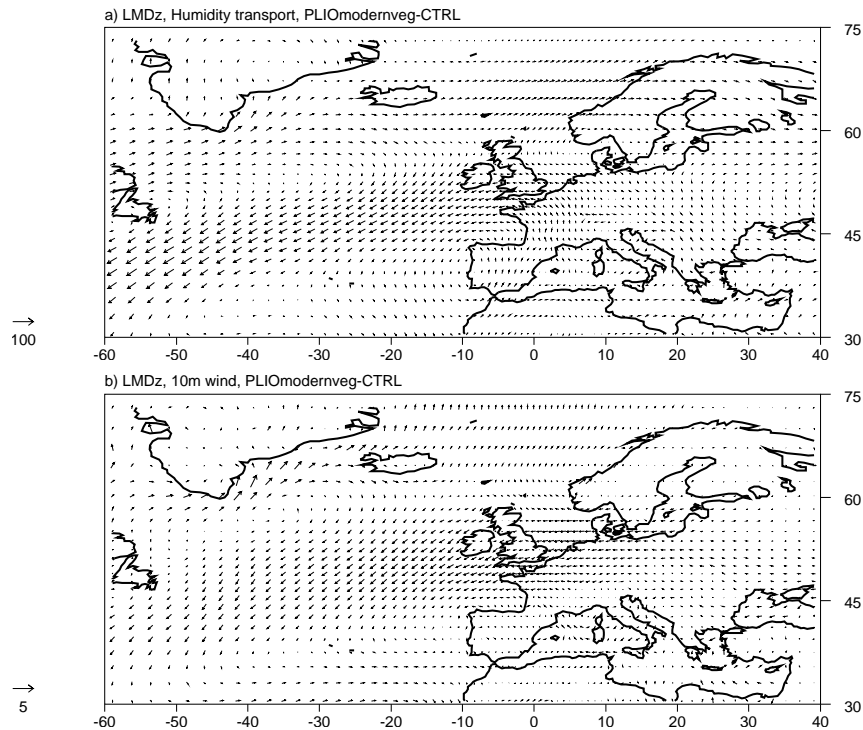 a) LMDz, Humidity transport, PLIOmodernveg-CTRL
75
60
45
30
100
-60 -50 -40 -30 -20 -10 0 10 20 30 40
b) LMDz, 10m wind, PLIOmodernveg-CTRL
75
60
45
30
5
-60 -50 -40 -30 -20 -10 0 10 20 30 40